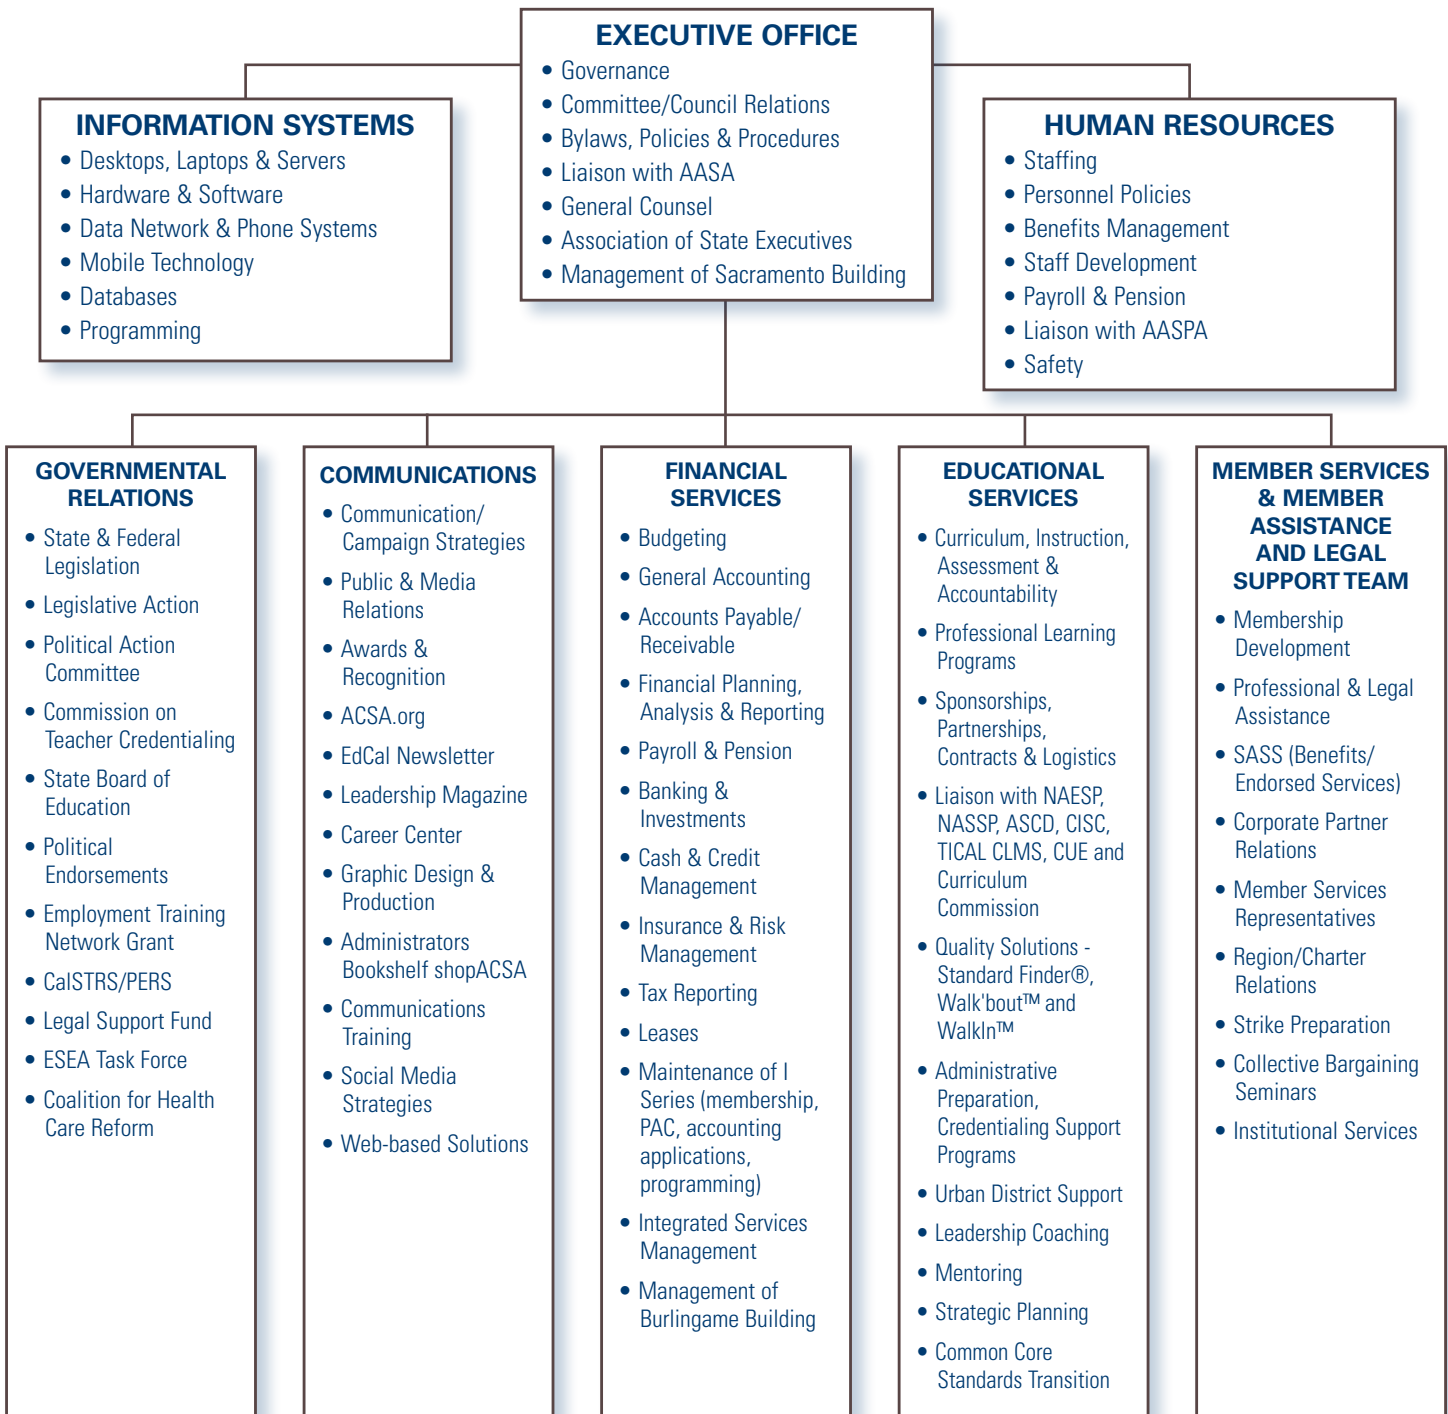 EXECUTIVE OFFICE
• Governance
• Committee/Council Relations
• Bylaws, Policies & Procedures
• Liaison with AASA
• General Counsel
• Association of State Executives
• Management of Sacramento Building
INFORMATION SYSTEMS
• Desktops, Laptops & Servers
• Hardware & Software
• Data Network & Phone Systems
• Mobile Technology
• Databases
• Programming
HUMAN RESOURCES
• Staffing
• Personnel Policies
• Benefits Management
• Staff Development
• Payroll & Pension
• Liaison with AASPA
• Safety
GOVERNMENTAL
RELATIONS
• State & Federal
Legislation
• Legislative Action
• Political Action
Committee
• Commission on
Teacher Credentialing
• State Board of
Education
• Political
Endorsements
• Employment Training
Network Grant
• CalSTRS/PERS
• Legal Support Fund
• ESEA Task Force
• Coalition for Health
Care Reform
COMMUNICATIONS
• Communication/
Campaign Strategies
• Public & Media
Relations
• Awards &
Recognition
• ACSA.org
• EdCal Newsletter
• Leadership Magazine
• Career Center
• Graphic Design &
Production
• Administrators
Bookshelf shopACSA
• Communications
Training
• Social Media
Strategies
• Web-based Solutions
FINANCIAL
SERVICES
• Budgeting
• General Accounting
• Accounts Payable/
Receivable
• Financial Planning,
Analysis & Reporting
• Payroll & Pension
• Banking &
Investments
• Cash & Credit
Management
• Insurance & Risk
Management
• Tax Reporting
• Leases
• Maintenance of I
Series (membership,
PAC, accounting
applications,
programming)
• Integrated Services
Management
• Management of
Burlingame Building
EDUCATIONAL
SERVICES
• Curriculum, Instruction,
Assessment &
Accountability
• Professional Learning
Programs
• Sponsorships,
Partnerships,
Contracts & Logistics
• Liaison with NAESP,
NASSP, ASCD, CISC,
TICAL CLMS, CUE and
Curriculum
Commission
• Quality Solutions -
Standard Finder®,
Walk'bout™ and
WalkIn™
• Administrative
Preparation,
Credentialing Support
Programs
• Urban District Support
• Leadership Coaching
• Mentoring
• Strategic Planning
• Common Core
Standards Transition
MEMBER SERVICES
& MEMBER
ASSISTANCE
AND LEGAL
SUPPORT TEAM
• Membership
Development
• Professional & Legal
Assistance
• SASS (Benefits/
Endorsed Services)
• Corporate Partner
Relations
• Member Services
Representatives
• Region/Charter
Relations
• Strike Preparation
• Collective Bargaining
Seminars
• Institutional Services